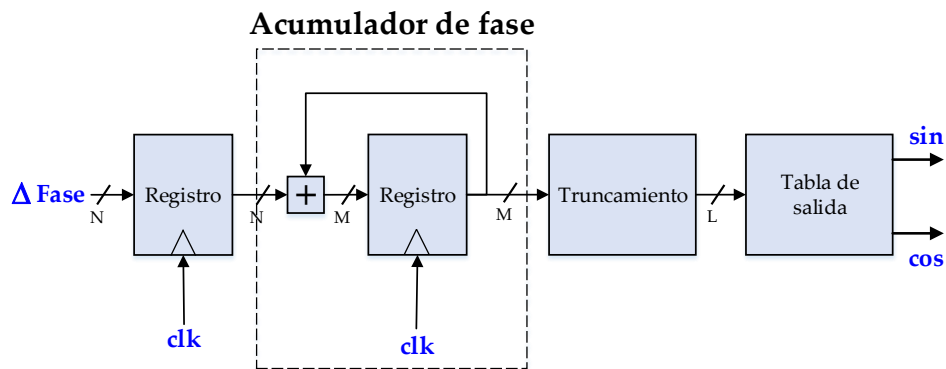 Acumulador de fase
Δ Fase
N
Registro
clk
N
+
M
Registro
clk
M
Truncamiento
L
Tabla de
salida
sin
cos